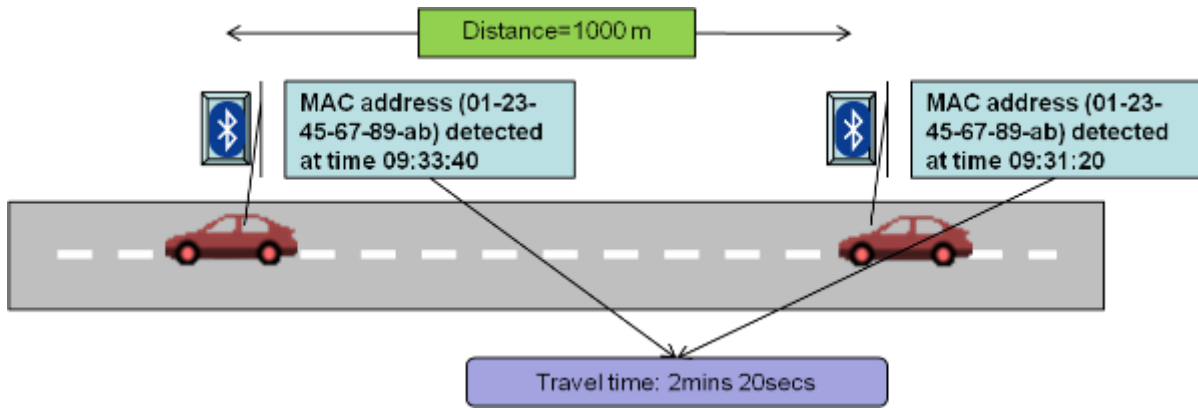 Distance=1000 m
MAC address (01-23-
45-67-89-ab) detected
at time 09:33:40
MAC address (01-23-
45-67-89-ab) detected
at time 09:31:20
Travel time: 2mins 20secs